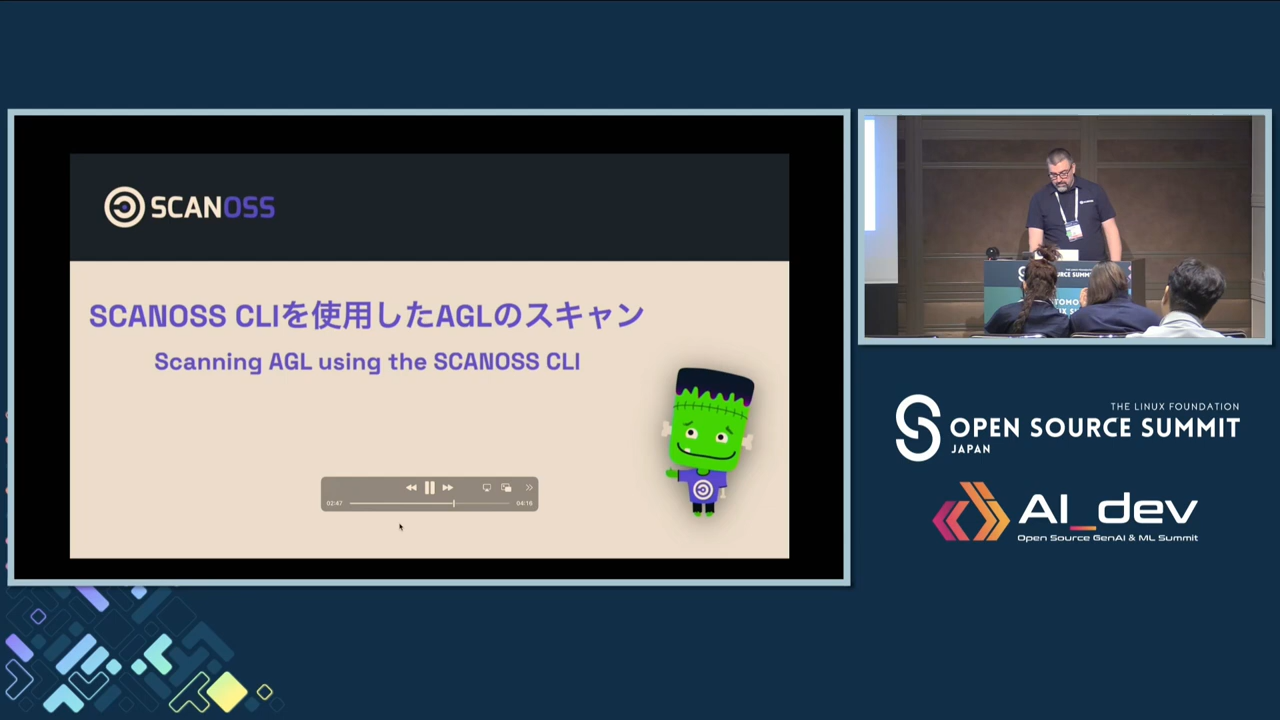 SCANOSS
SCANOSS CLIを使用したAGLのスキャン
Scanning AGL using the SCANOSS CLI
02:47
04:16
THE LINUX FOUNDATION
OPEN SOURCE SUMMIT
JAPAN
AI_dev
Open Source GenAI & ML Summit